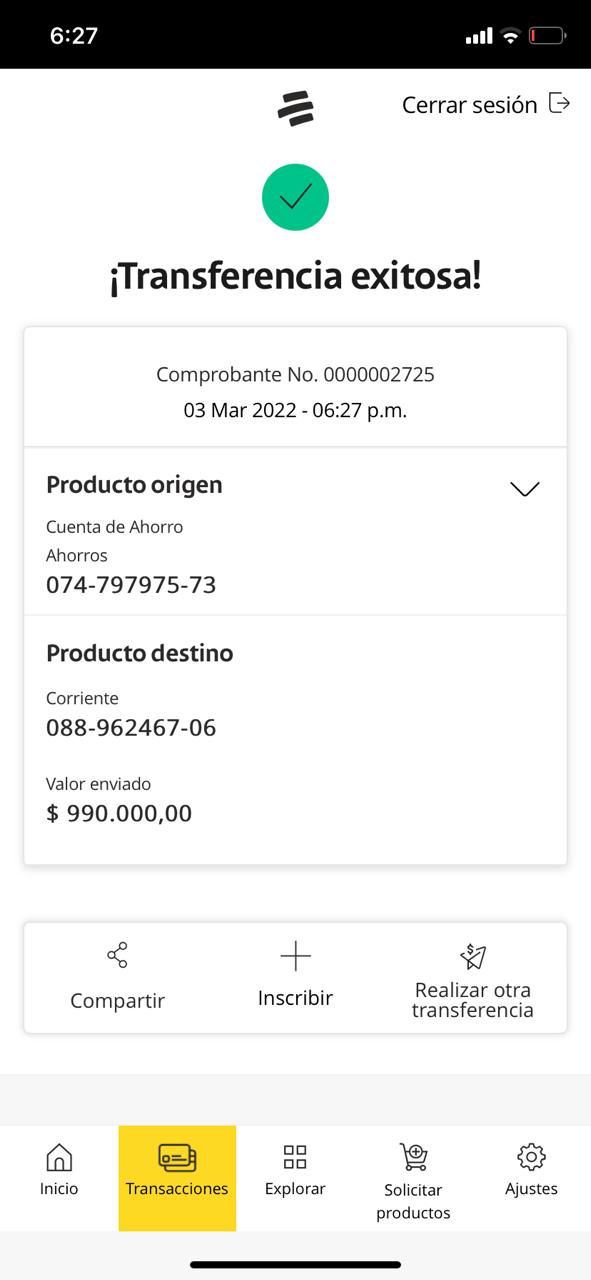 6:27
Cerrar sesión
¡Transferencia exitosa!
Comprobante No. 0000002725
03 Mar 2022 - 06:27 p.m.
Producto origen
Cuenta de Ahorro
Ahorros
074-797975-73
Producto destino
Corriente
088-962467-06
Valor enviado
$ 990.000,00
Compartir
Inscribir
Realizar otra
transferencia
Inicio
Transacciones
Explorar
Solicitar
productos
Ajustes